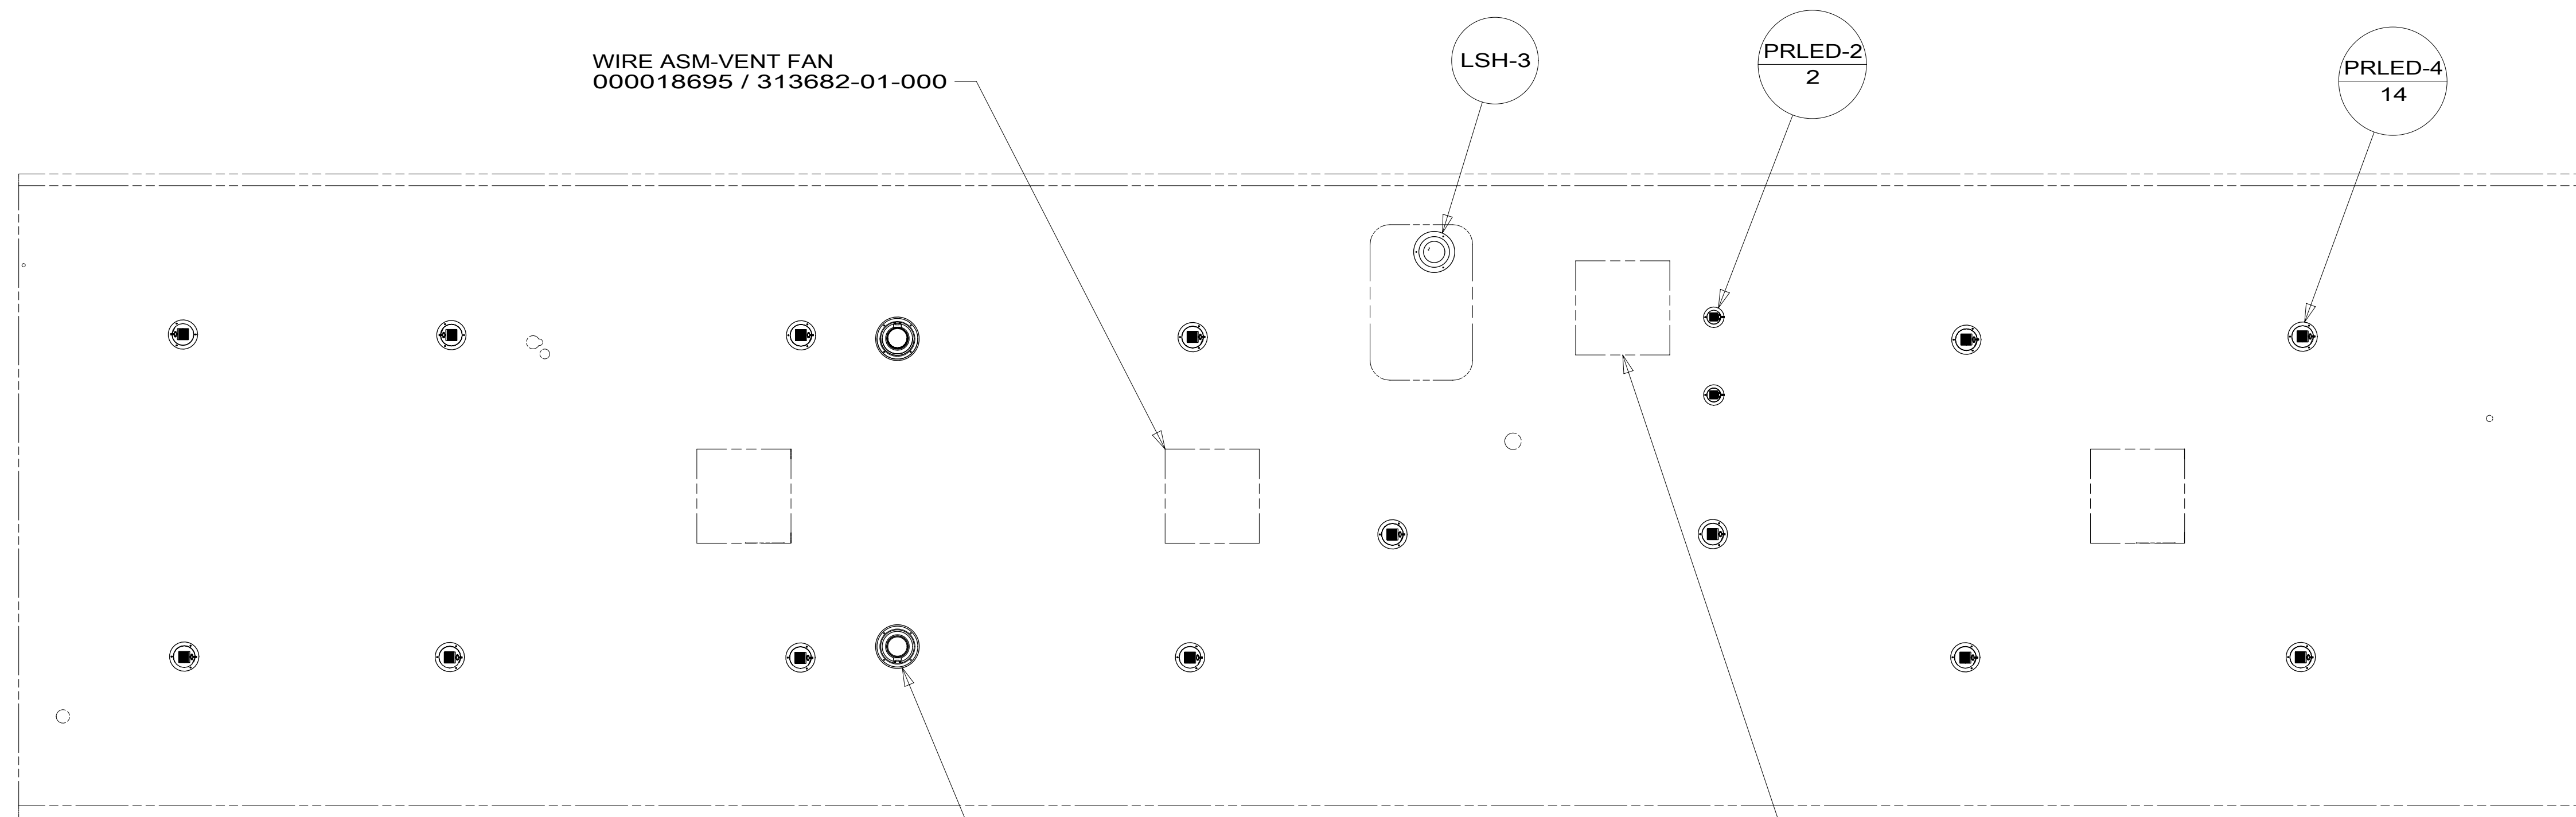 WIRE ASM-VENT FAN
000018695 / 313682-01-000
LSH-3
PRLED-2
2
PRLED-4
14